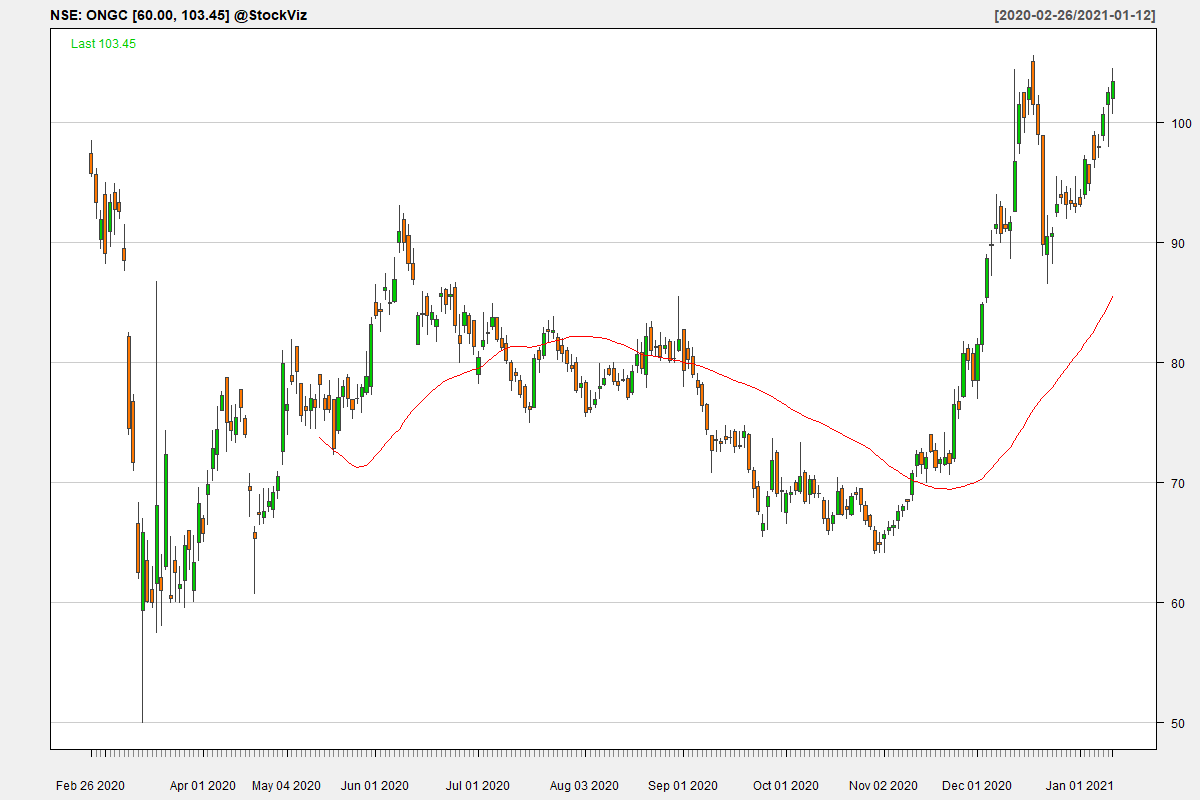 NSE: ONGC [60.00, 103.45] @StockViz
[2020-02-26/2021-01-12]
Last 103.45
100
90
80
70
60
50
Feb 26 2020
Apr 01 2020
May 04 2020
Jun 01 2020
Jul 01 2020
Aug 03 2020
Sep 01 2020
Oct 01 2020
Nov 02 2020
Dec 01 2020
Jan 01 2021